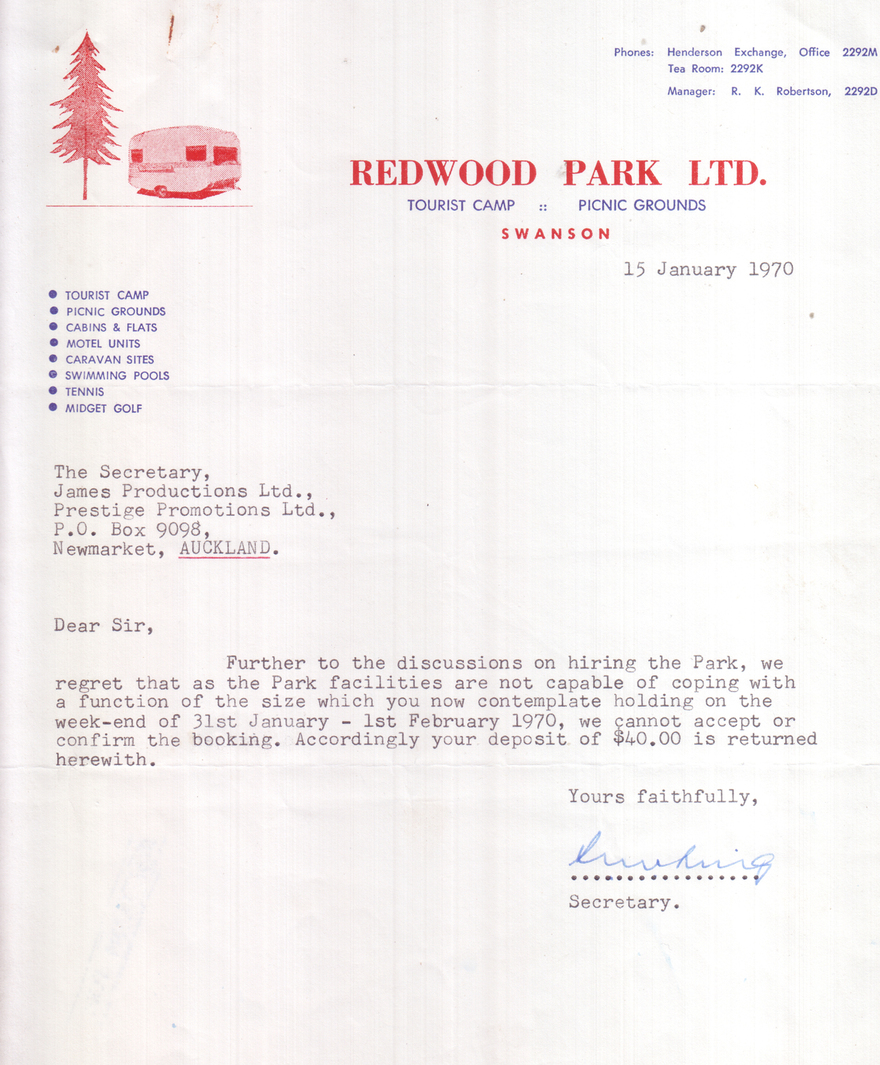 Phones: Henderson Exchange, Office 2292M
Tea Room: 2292K
Manager: R. K. Robertson, 2292D
REDWOOD PARK LTD.
TOURIST CAMP :: PICNIC GROUNDS
SWANSON
15 January 1970
● TOURIST CAMP
● PICNIC GROUNDS
● CABINS & FLATS
● MOTEL UNITS
● CARAVAN SITES
● SWIMMING POOLS
● TENNIS
● MIDGET GOLF
The Secretary,
James Productions Ltd.,
Prestige Promotions Ltd.,
P.O. Box 9098,
Newmarket, AUCKLAND.
Dear Sir,
Further to the discussions on hiring the Park, we
regret that as the Park facilities are not capable of coping with
a function of the size which you now contemplate holding on the
week-end of 31st January - 1st February 1970, we cannot accept or
confirm the booking. Accordingly your deposit of $40.00 is returned
herewith.
Yours faithfully,
.................
Secretary.